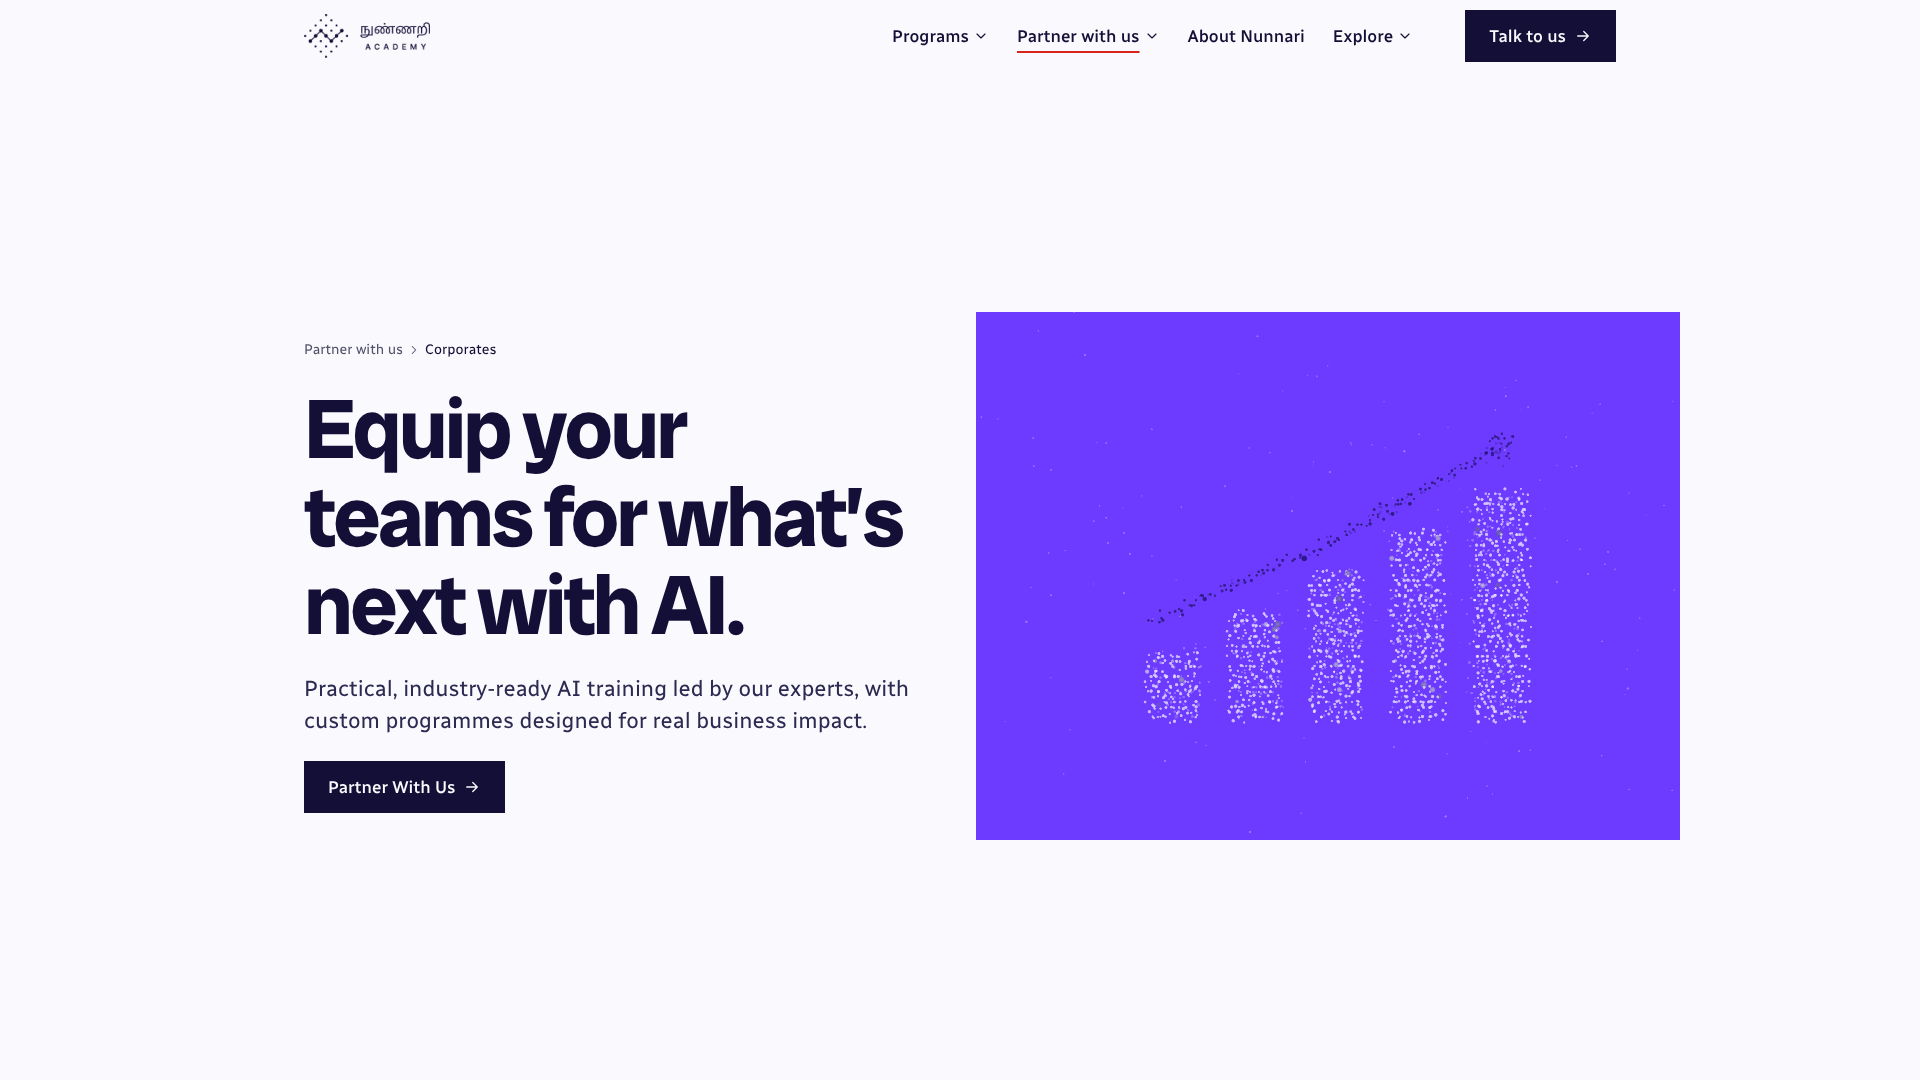 நுண்ணறி
ACADEMY
Programs
Partner with us
About Nunnari
Explore
Talk to us
Partner with us > Corporates
Equip your
teams for what's
next with AI.
Practical, industry-ready AI training led by our experts, with
custom programmes designed for real business impact.
Partner With Us